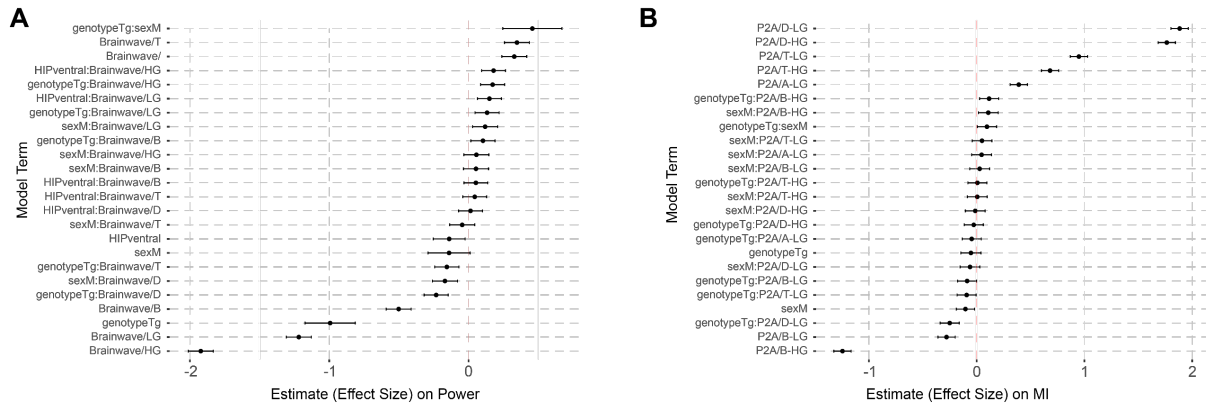 A
genotypeTg:sexM
Brainwave/T
Brainwave/
HIPventral:Brainwave/HG
genotypeTg:Brainwave/HG
HIPventral:Brainwave/LG
genotypeTg:Brainwave/LG
sexM:Brainwave/LG
genotypeTg:Brainwave/B
sexM:Brainwave/HG
sexM:Brainwave/B
HIPventral:Brainwave/B
HIPventral:Brainwave/T
HIPventral:Brainwave/D
sexM:Brainwave/T
HIPventral
sexM
genotypeTg:Brainwave/T
sexM:Brainwave/D
genotypeTg:Brainwave/D
Brainwave/B
genotypeTg
Brainwave/LG
Brainwave/HG
Model Term
-2 -1 0
Estimate (Effect Size) on Power
B
P2A/D-LG
P2A/D-HG
P2A/T-LG
P2A/T-HG
P2A/A-LG
genotypeTg:P2A/B-HG
sexM:P2A/B-HG
genotypeTg:sexM
sexM:P2A/T-LG
sexM:P2A/A-LG
sexM:P2A/B-LG
genotypeTg:P2A/T-HG
sexM:P2A/T-HG
sexM:P2A/D-HG
genotypeTg:P2A/D-HG
genotypeTg:P2A/A-LG
genotypeTg
sexM:P2A/D-LG
genotypeTg:P2A/B-LG
genotypeTg:P2A/T-LG
sexM
genotypeTg:P2A/D-LG
P2A/B-LG
P2A/B-HG
Model Term
-1 0 1 2
Estimate (Effect Size) on MI